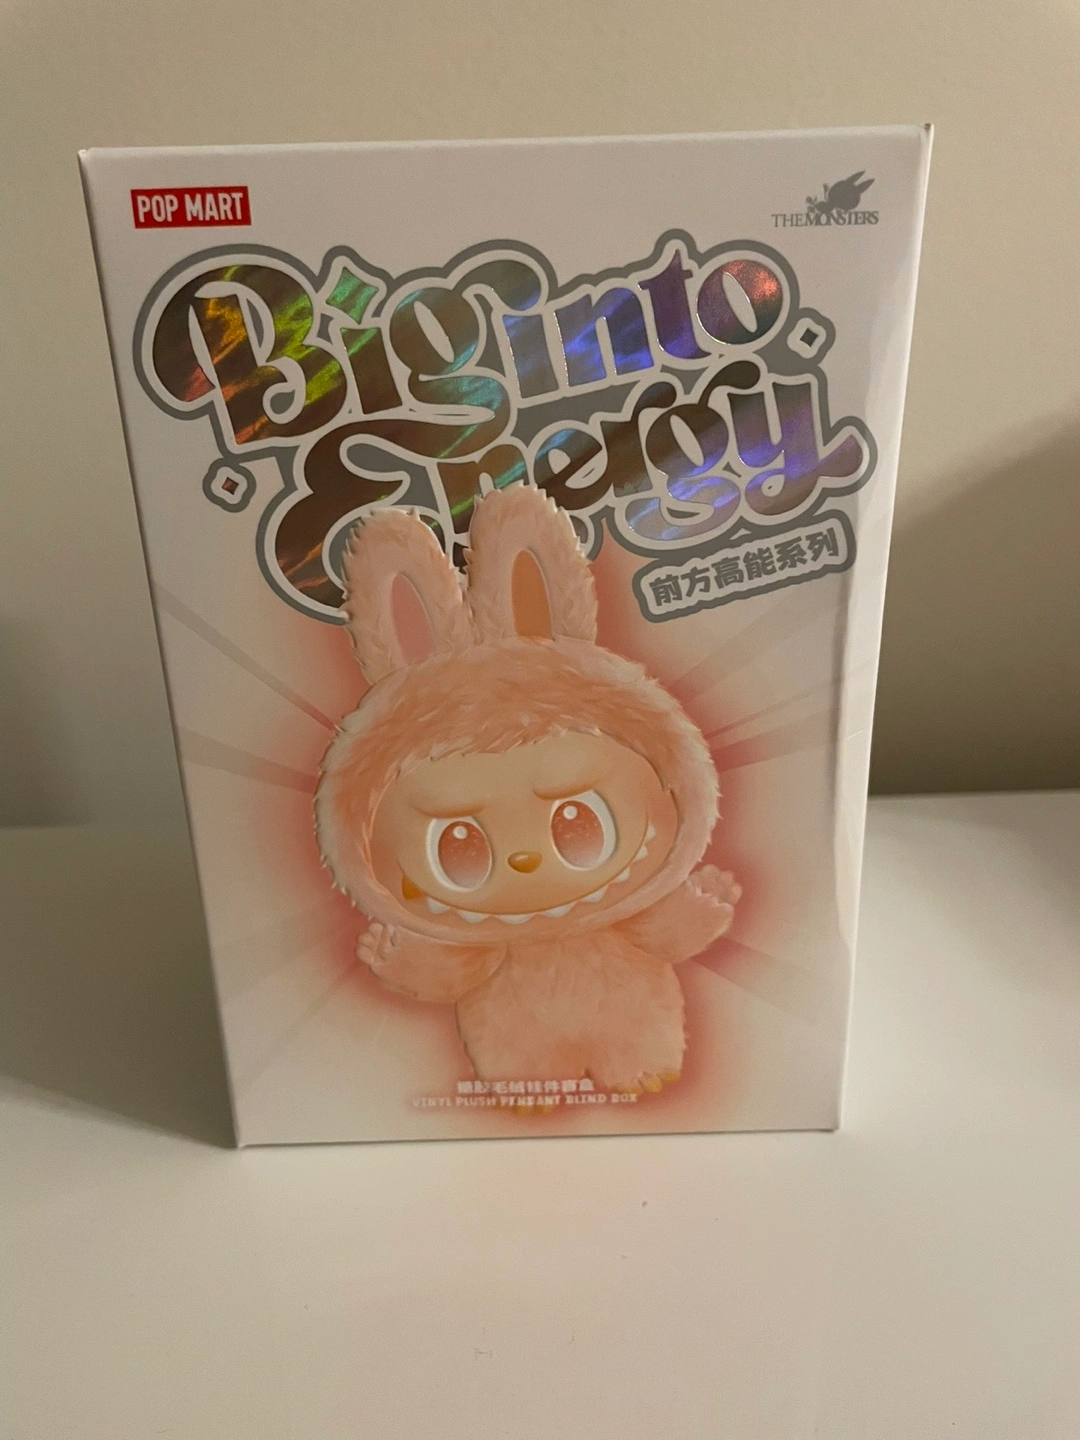 POP MART
THE MONSTERS
Big into
Energy
前方高能系列
搪胶毛绒挂件盲盒
VINYL PLUSH PENDANT BLIND BOX